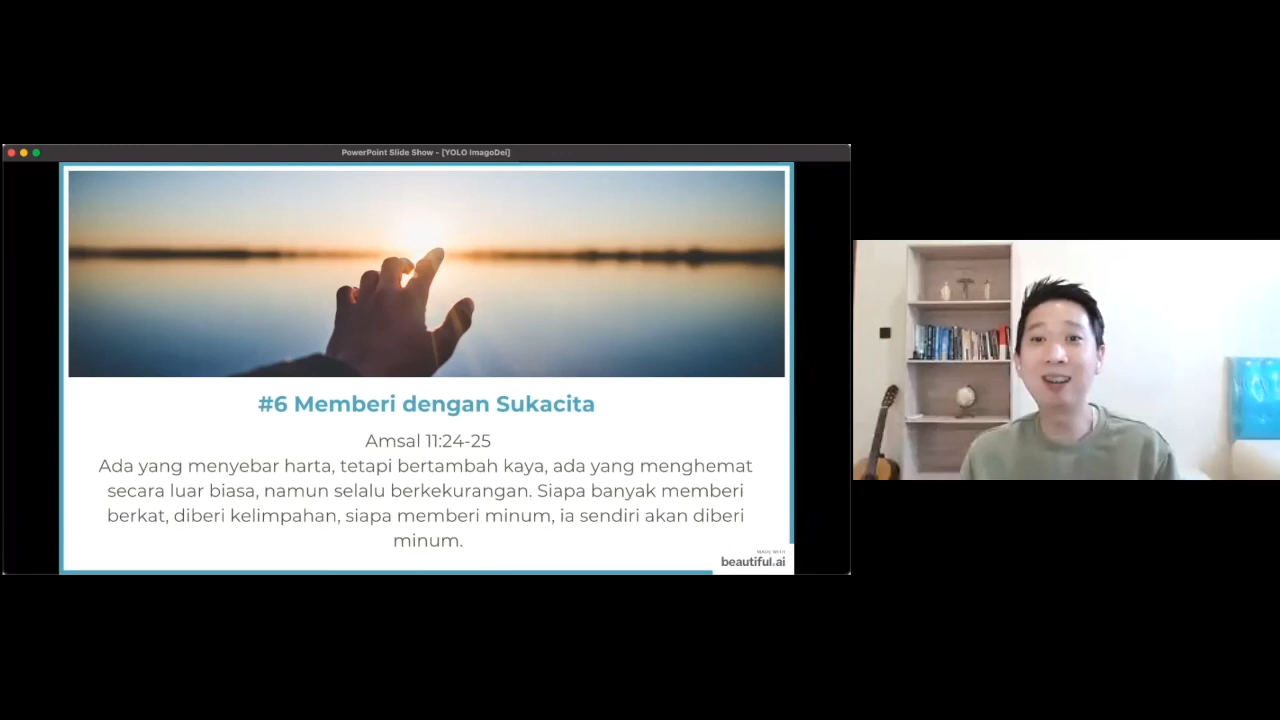 PowerPoint Slide Show - [YOLO ImagoDei]
#6 Memberi dengan Sukacita
Amsal 11:24-25
Ada yang menyebar harta, tetapi bertambah kaya, ada yang menghemat
secara luar biasa, namun selalu berkekurangan. Siapa banyak memberi
berkat, diberi kelimpahan, siapa memberi minum, ia sendiri akan diberi
minum.
MADE WITH
beautiful.ai